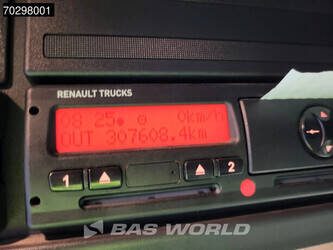 70298001
RENAULT TRUCKS
08 25 0km/h
OUT 307608.4km
1 2
BAS WORLD